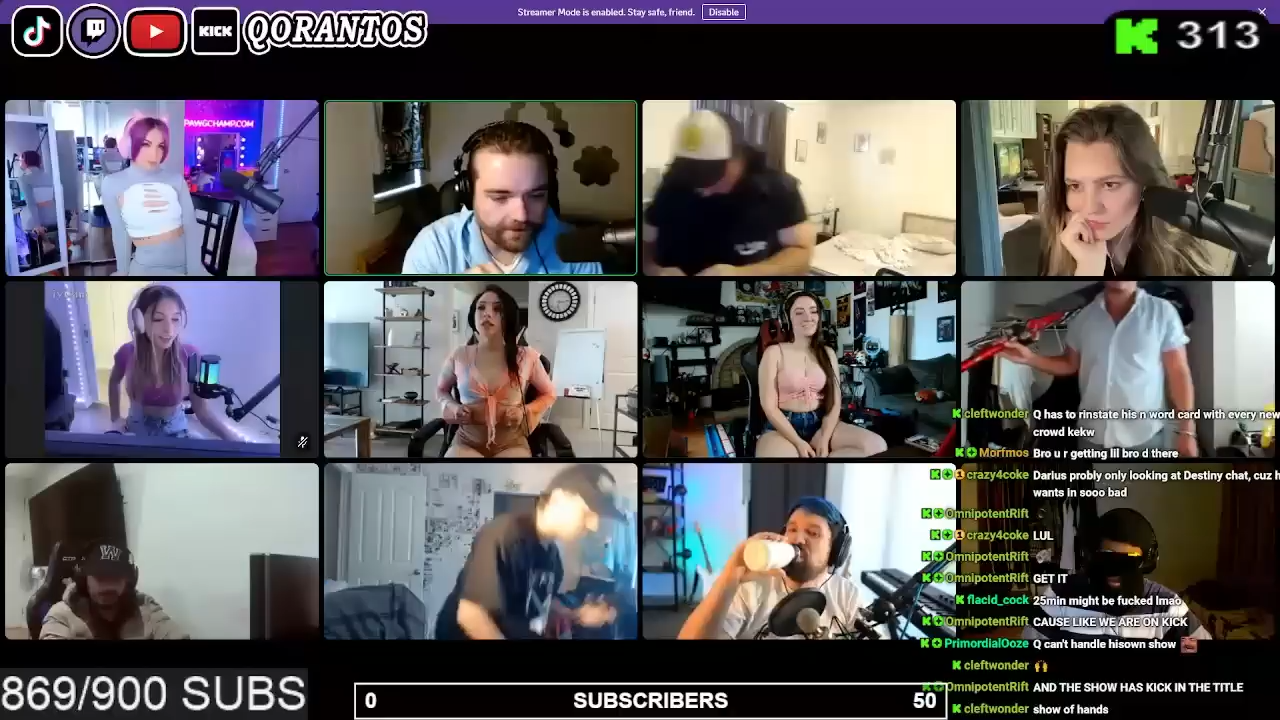 Streamer Mode is enabled. Stay safe, friend. Disable
KICK QORANTOS
313
PAWGCHAMP.COM
cleftwonder Q has to rinstate his n word card with every new
crowd kekw
Morfmos Bro u r getting lil bro d there
crazy4coke Darius probly only looking at Destiny chat, cuz h
wants in sooo bad
OmnipotentRift
crazy4coke LUL
OmnipotentRift
OmnipotentRift GET IT
flacid_cock 25min might be fucked lmao
OmnipotentRift CAUSE LIKE WE ARE ON KICK
PrimordialOoze Q can't handle hisown show
cleftwonder 🙌
OmnipotentRift AND THE SHOW HAS KICK IN THE TITLE
cleftwonder show of hands
869/900 SUBS
0 SUBSCRIBERS 50